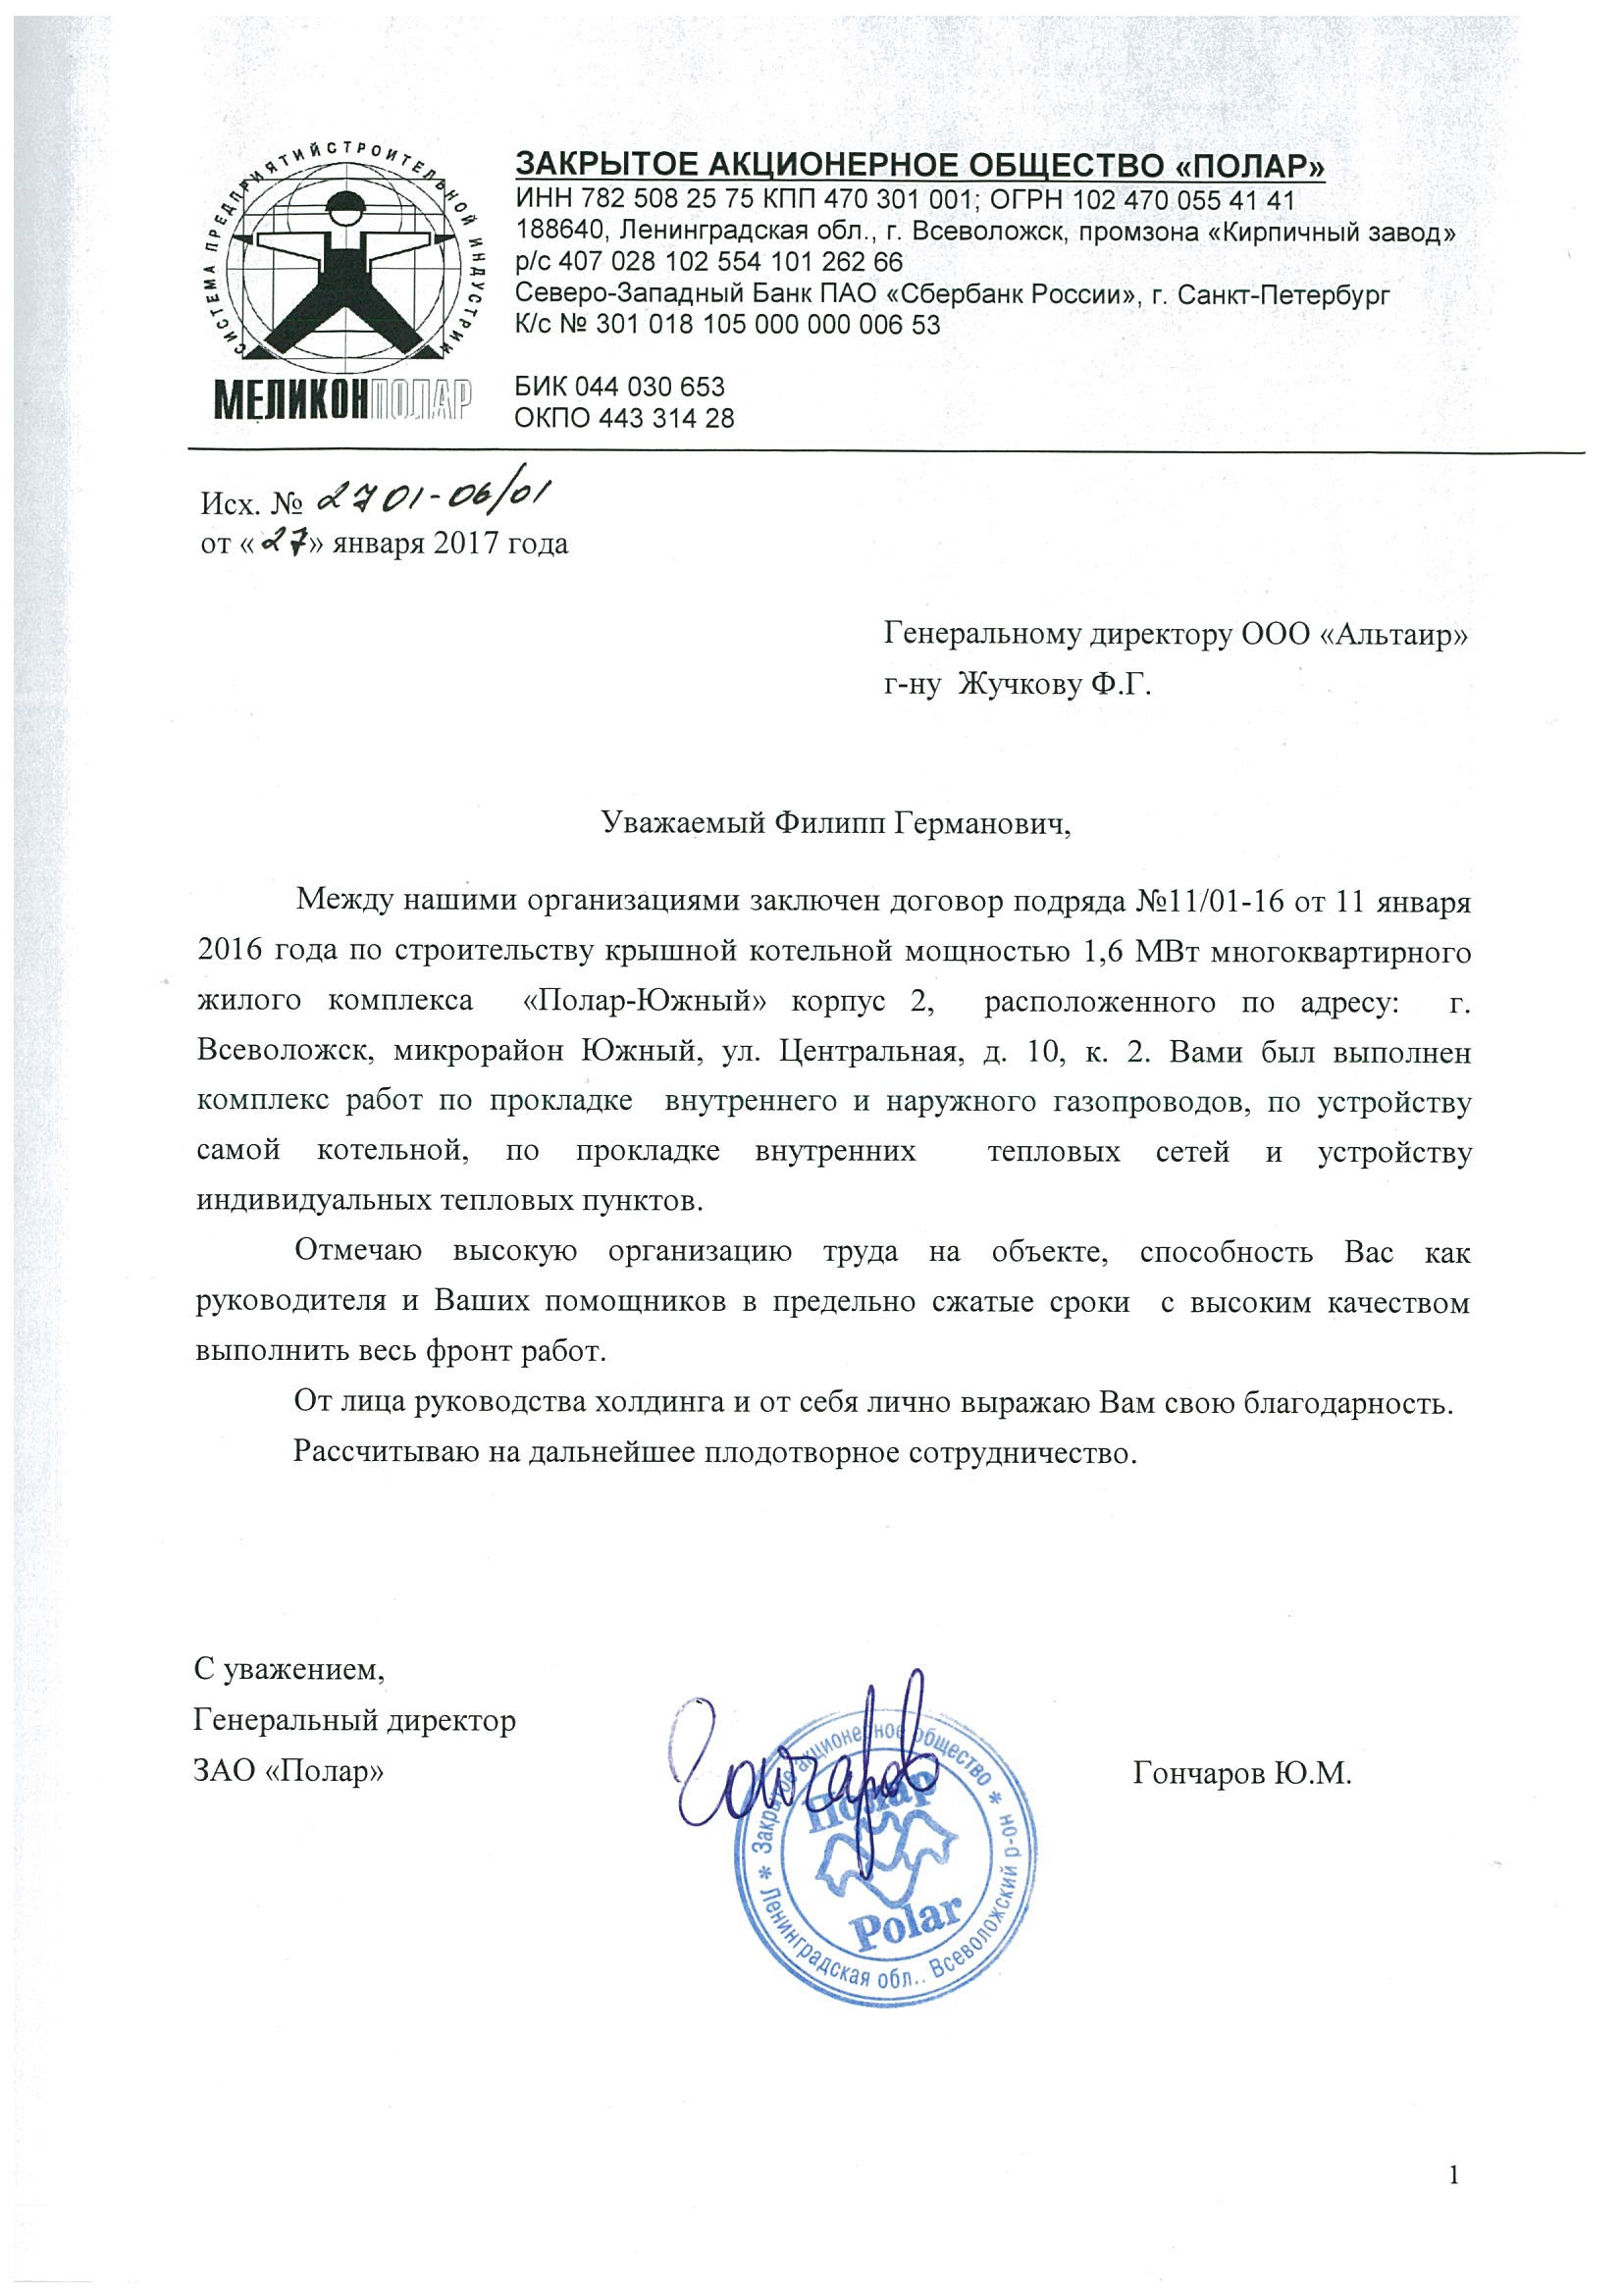 СИСТЕМА ПРЕДПРИЯТИЙ СТРОИТЕЛЬНОЙ ИНДУСТРИИ
МЕЛИКОНПОЛАР
ЗАКРЫТОЕ АКЦИОНЕРНОЕ ОБЩЕСТВО «ПОЛАР»
ИНН 782 508 25 75 КПП 470 301 001; ОГРН 102 470 055 41 41
188640, Ленинградская обл., г. Всеволожск, промзона «Кирпичный завод»
р/с 407 028 102 554 101 262 66
Северо-Западный Банк ПАО «Сбербанк России», г. Санкт-Петербург
К/с № 301 018 105 000 000 006 53
БИК 044 030 653
ОКПО 443 314 28
Исх. № 2701-06/01
от «27» января 2017 года
Генеральному директору ООО «Альтаир»
г-ну Жучкову Ф.Г.
Уважаемый Филипп Германович,
Между нашими организациями заключен договор подряда №11/01-16 от 11 января
2016 года по строительству крышной котельной мощностью 1,6 МВт многоквартирного
жилого комплекса «Полар-Южный» корпус 2, расположенного по адресу: г.
Всеволожск, микрорайон Южный, ул. Центральная, д. 10, к. 2. Вами был выполнен
комплекс работ по прокладке внутреннего и наружного газопроводов, по устройству
самой котельной, по прокладке внутренних тепловых сетей и устройству
индивидуальных тепловых пунктов.
Отмечаю высокую организацию труда на объекте, способность Вас как
руководителя и Ваших помощников в предельно сжатые сроки с высоким качеством
выполнить весь фронт работ.
От лица руководства холдинга и от себя лично выражаю Вам свою благодарность.
Рассчитываю на дальнейшее плодотворное сотрудничество.
С уважением,
Генеральный директор
ЗАО «Полар»
Гончаров Ю.М.
Гончаров
Закрытое акционерное общество * Ленинградская обл.. Всеволожский р-он *
Полар
Polar
1